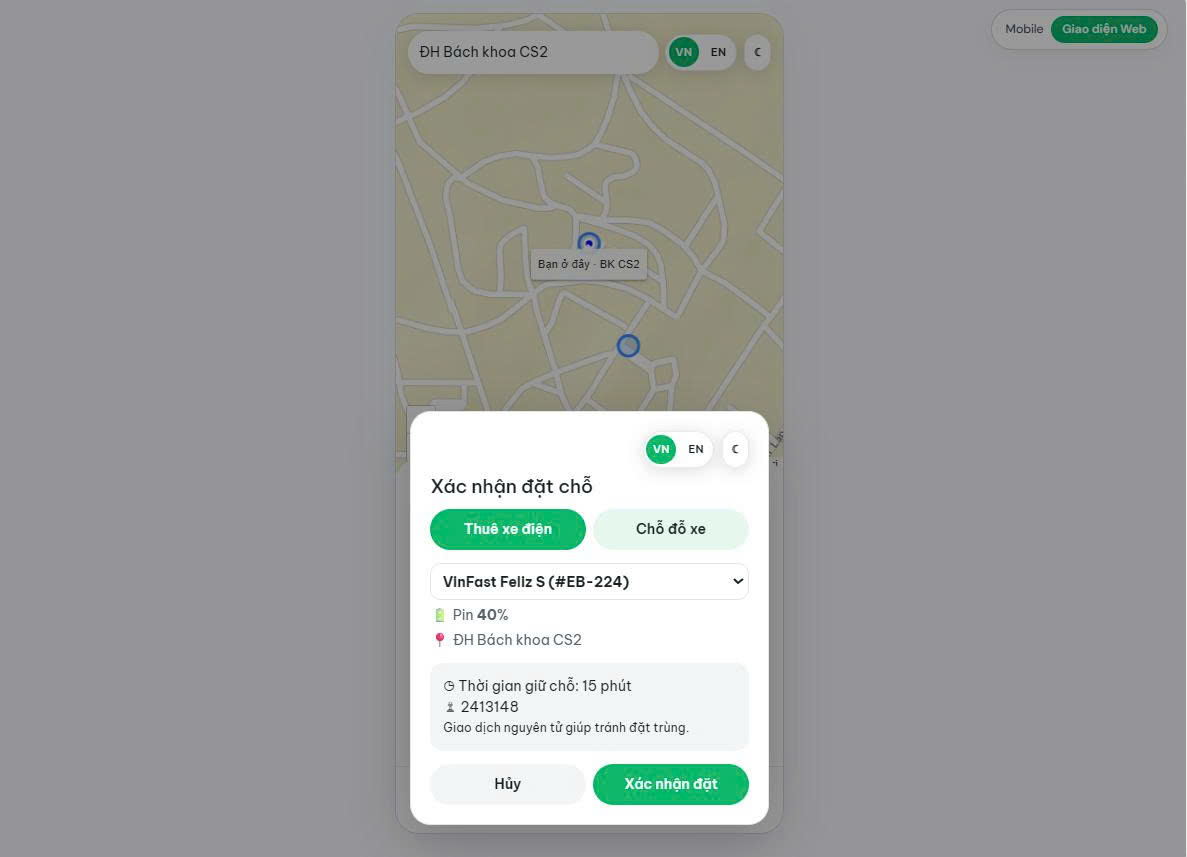 Mobile Giao diện Web
ĐH Bách khoa CS2 VN EN
Bạn ở đây · BK CS2
VN EN
Xác nhận đặt chỗ
Thuê xe điện Chỗ đỗ xe
VinFast Feliz S (#EB-224)
Pin 40%
ĐH Bách khoa CS2
Thời gian giữ chỗ: 15 phút
2413148
Giao dịch nguyên tử giúp tránh đặt trùng.
Hủy Xác nhận đặt